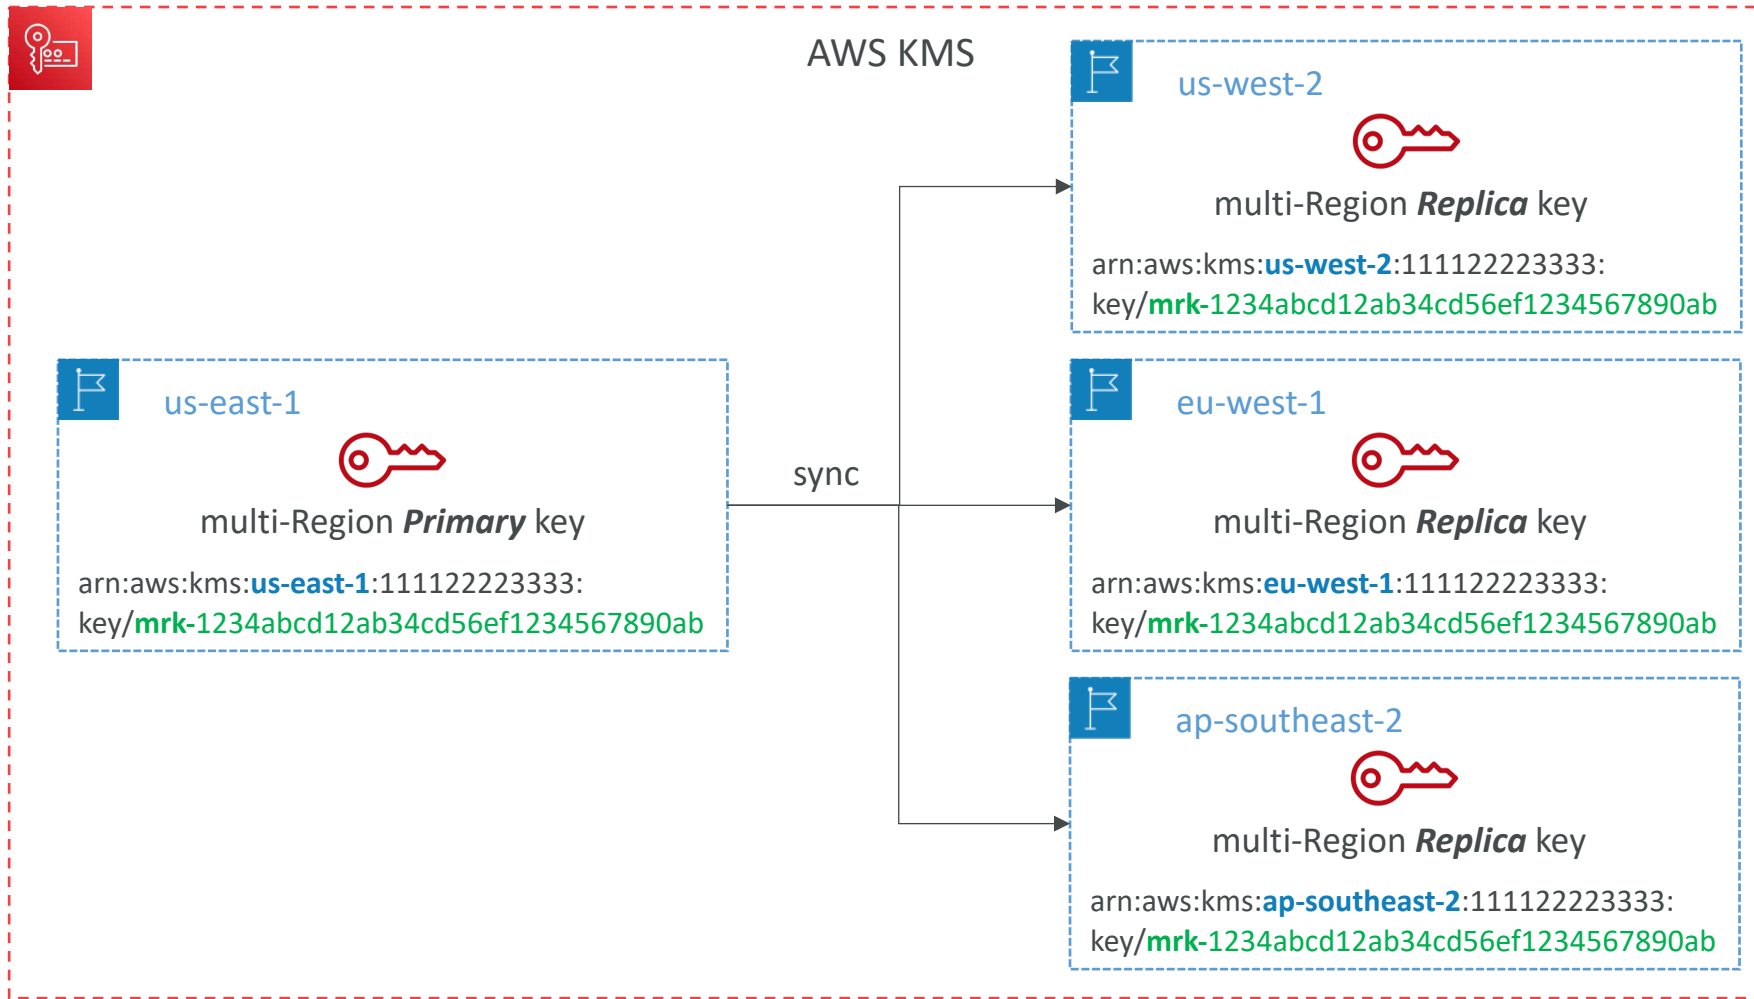 AWS KMS
us-east-1
multi-Region Primary key
arn:aws:kms:us-east-1:111122223333:
key/mrk-1234abcd12ab34cd56ef1234567890ab
sync
us-west-2
multi-Region Replica key
arn:aws:kms:us-west-2:111122223333:
key/mrk-1234abcd12ab34cd56ef1234567890ab
eu-west-1
multi-Region Replica key
arn:aws:kms:eu-west-1:111122223333:
key/mrk-1234abcd12ab34cd56ef1234567890ab
ap-southeast-2
multi-Region Replica key
arn:aws:kms:ap-southeast-2:111122223333:
key/mrk-1234abcd12ab34cd56ef1234567890ab